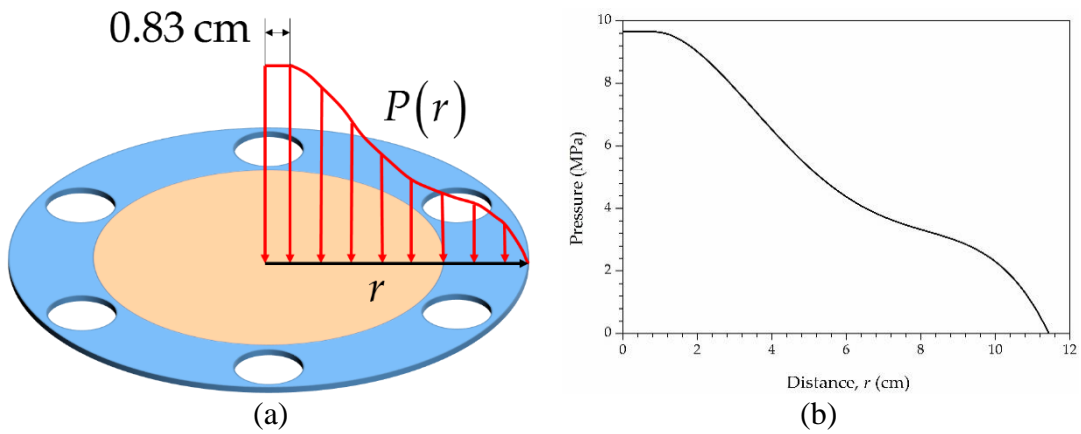 0.83 cm
P(r)
r
(a)
10
8
6
4
2
0
Pressure (MPa)
0 2 4 6 8 10 12
Distance, r (cm)
(b)